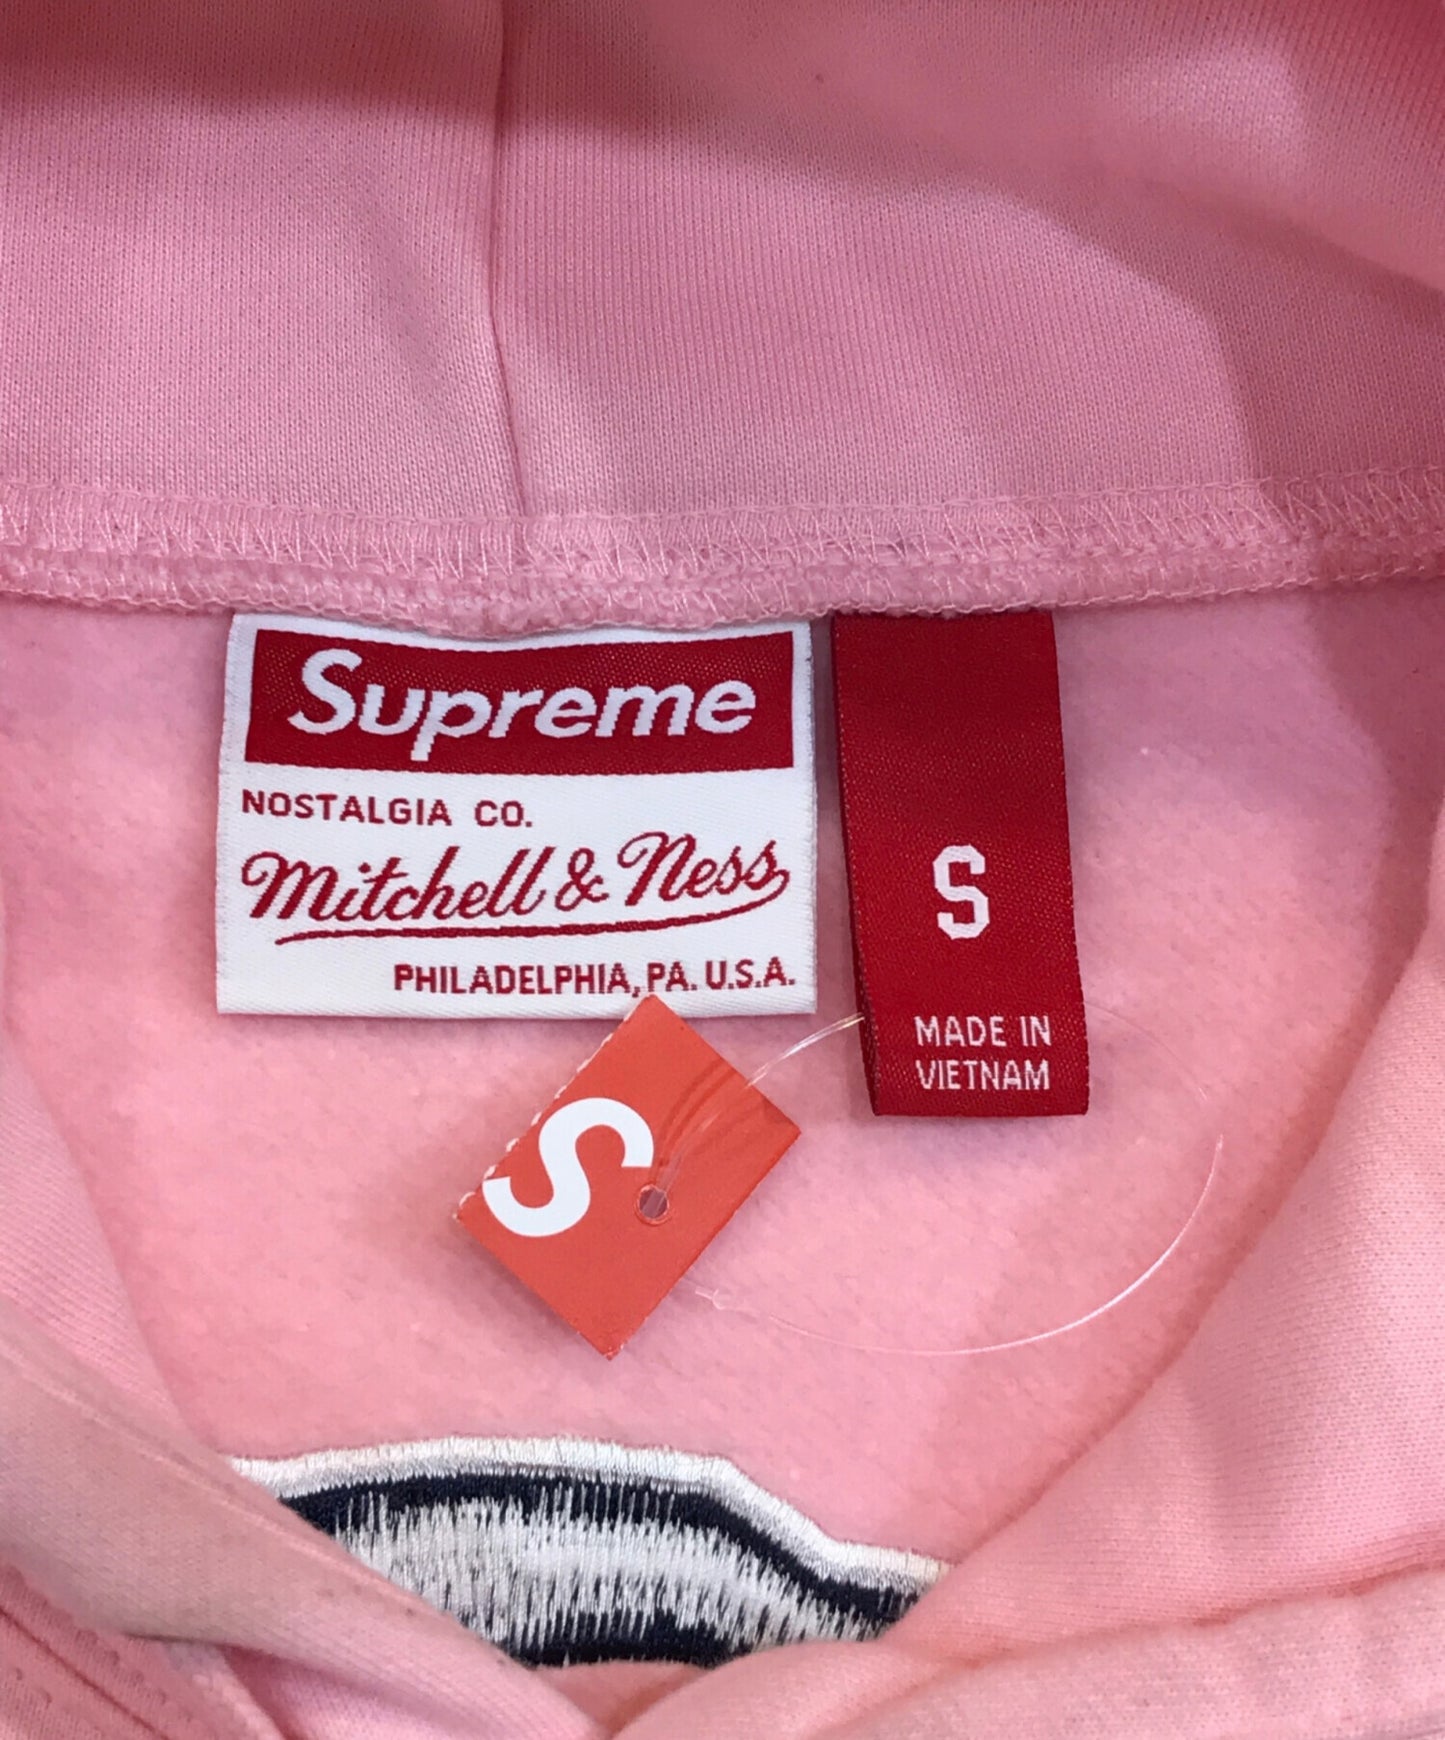 Supreme
NOSTALGIA CO.
Mitchell & Ness
PHILADELPHIA, PA. U.S.A.
S
MADE IN
VIETNAM
S